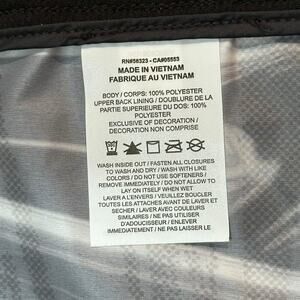 RN#56323 - CA#05553
MADE IN VIETNAM
FABRIQUE AU VIETNAM
BODY / CORPS: 100% POLYESTER
UPPER BACK LINING / DOUBLURE DE LA
PARTIE SUPERIEURE DU DOS: 100%
POLYESTER
EXCLUSIVE OF DECORATION /
DECORATION NON COMPRISE
WASH INSIDE OUT / FASTEN ALL CLOSURES
TO WASH AND DRY / WASH WITH LIKE
COLORS / DO NOT USE SOFTENERS /
REMOVE IMMEDIATELY / DO NOT ALLOW TO
LAY ON ITSELF WHEN WET
LAVER A L'ENVERS / VEUILLEZ BOUCLER
TOUTES LES ATTACHES AVANT DE LAVER ET
SECHER / LAVER AVEC COULEURS
SIMILAIRES / NE PAS UTILISER
D'ADOUCISSEUR / ENLEVER
IMMEDIATEMENT / NE PAS LAISSER LE